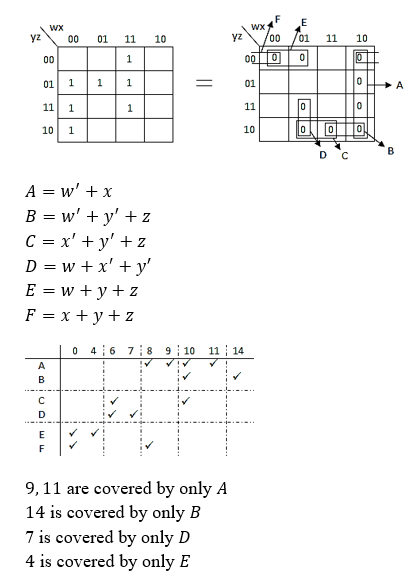 wx
yz 00 01 11 10
00 1
01 1 1 1
11 1 1
10 1
=
wx F E
yz 00 01 11 10
00 0 0 0
01 0 A
11 0 0
10 0 0 0
D C B
A = w′ + x
B = w′ + y′ + z
C = x′ + y′ + z
D = w + x′ + y′
E = w + y + z
F = x + y + z
0 4 6 7 8 9 10 11 14
A ✓ ✓ ✓ ✓
B ✓ ✓
C ✓ ✓
D ✓ ✓
E ✓ ✓
F ✓ ✓
9, 11 are covered by only A
14 is covered by only B
7 is covered by only D
4 is covered by only E